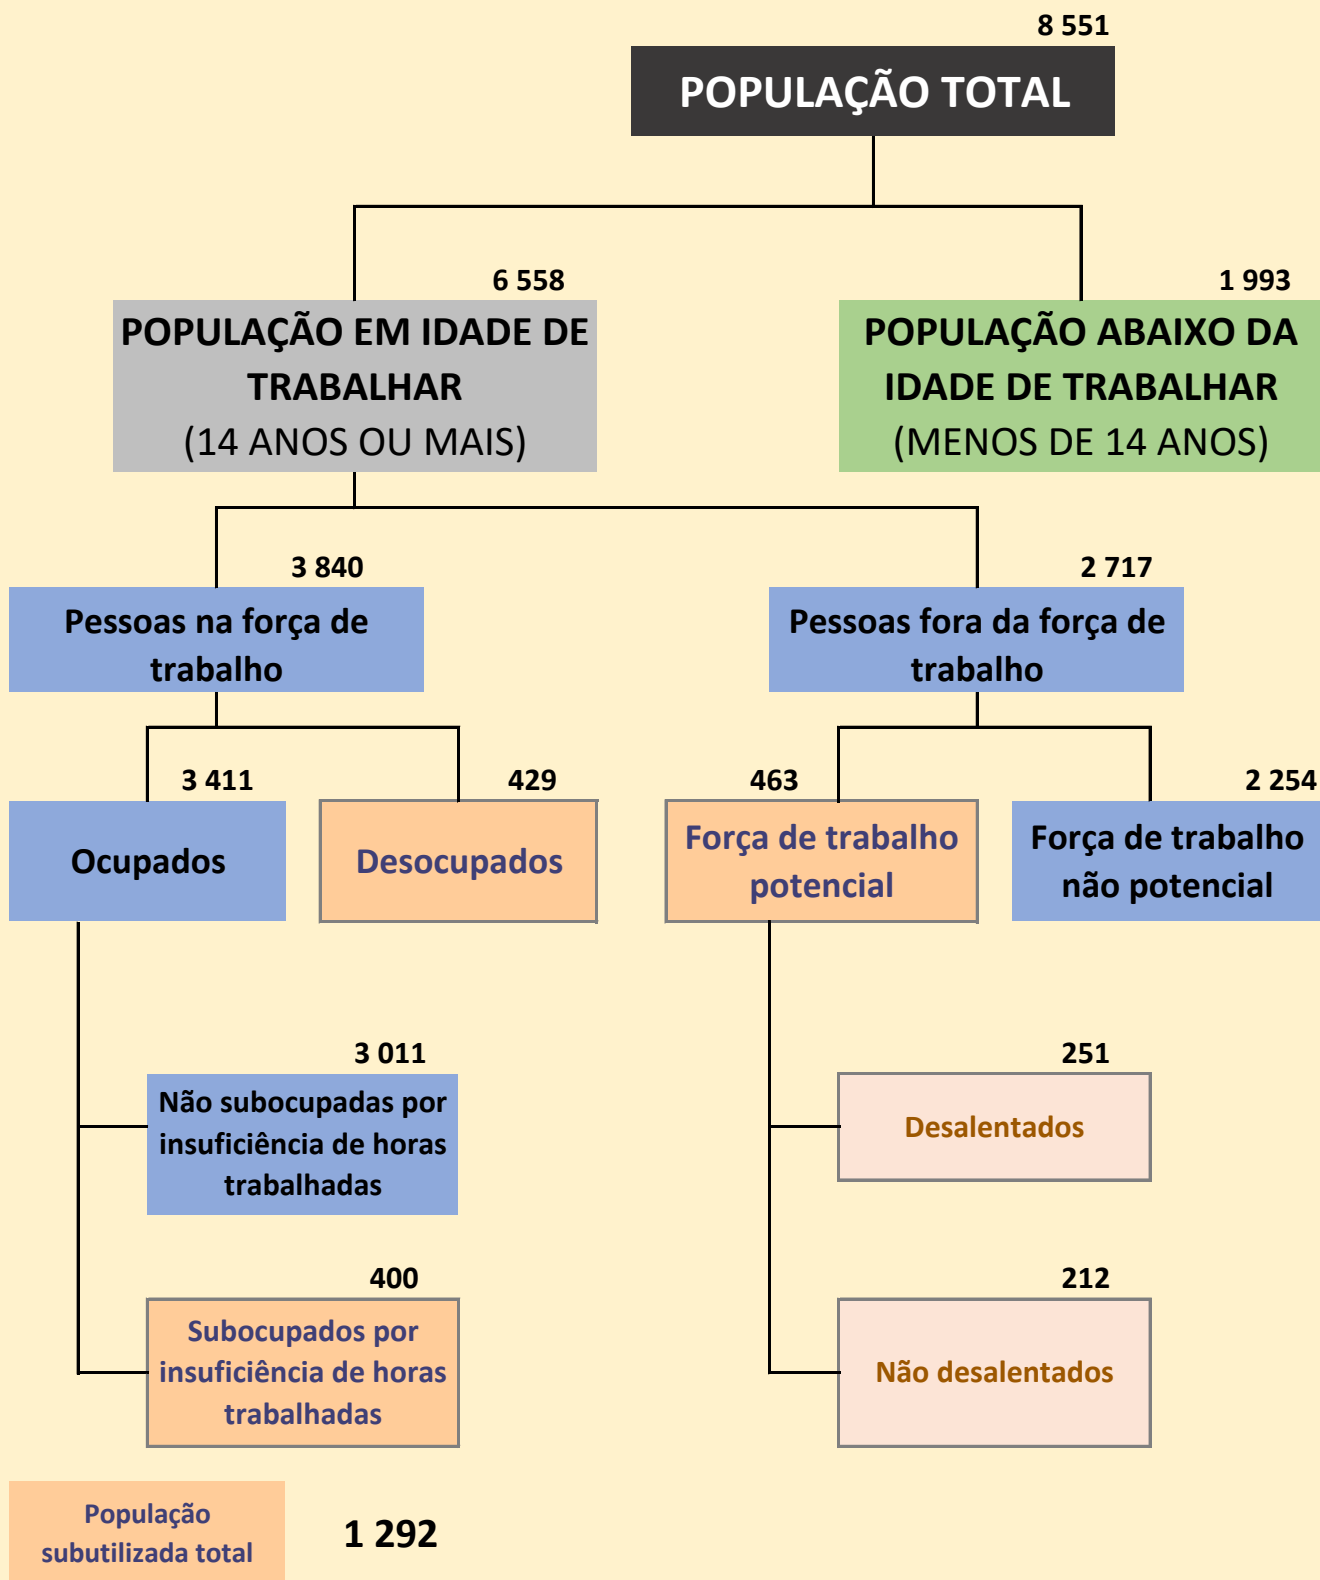 8 551
POPULAÇÃO TOTAL
6 558
POPULAÇÃO EM IDADE DE
TRABALHAR
(14 ANOS OU MAIS)
1 993
POPULAÇÃO ABAIXO DA
IDADE DE TRABALHAR
(MENOS DE 14 ANOS)
3 840
Pessoas na força de
trabalho
2 717
Pessoas fora da força de
trabalho
3 411
Ocupados
429
Desocupados
463
Força de trabalho
potencial
2 254
Força de trabalho
não potencial
3 011
Não subocupadas por
insuficiência de horas
trabalhadas
251
Desalentados
400
Subocupados por
insuficiência de horas
trabalhadas
212
Não desalentados
População
subutilizada total
1 292